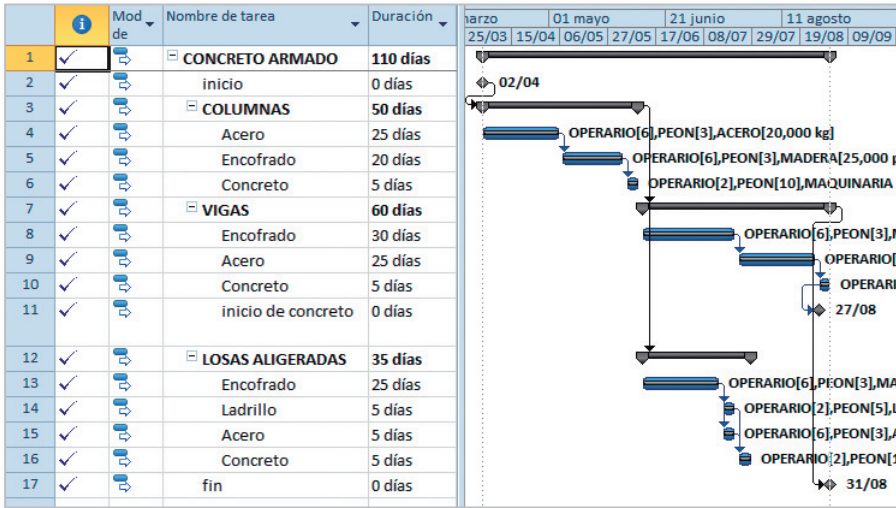 Mod de
Nombre de tarea
Duración
marzo 01 mayo 21 junio 11 agosto
25/03 15/04 06/05 27/05 17/06 08/07 29/07 19/08 09/09
1 CONCRETO ARMADO 110 días
2 inicio 0 días 02/04
3 COLUMNAS 50 días
4 Acero 25 días OPERARIO[6],PEON[3],ACERO[20,000 kg]
5 Encofrado 20 días OPERARIO[6],PEON[3],MADERA[25,000 p
6 Concreto 5 días OPERARIO[2],PEON[10],MAQUINARIA
7 VIGAS 60 días
8 Encofrado 30 días OPERARIO[6],PEON[3],M
9 Acero 25 días OPERARIO[
10 Concreto 5 días OPERARI
11 inicio de concreto 0 días 27/08
12 LOSAS ALIGERADAS 35 días
13 Encofrado 25 días OPERARIO[6],PEON[3],MA
14 Ladrillo 5 días OPERARIO[2],PEON[5],L
15 Acero 5 días OPERARIO[6],PEON[3],A
16 Concreto 5 días OPERARIO[2],PEON[1
17 fin 0 días 31/08